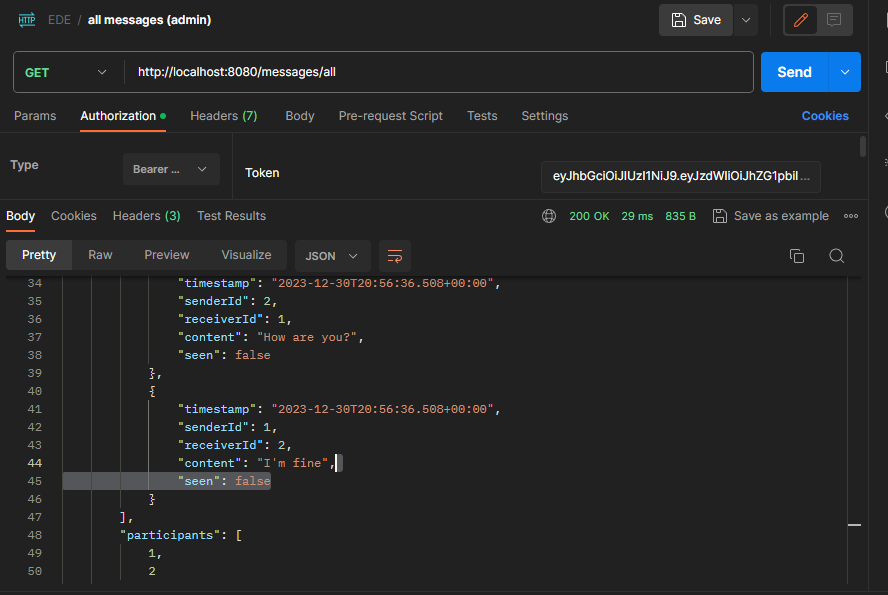 HTTP EDE / all messages (admin) Save
GET http://localhost:8080/messages/all Send
Params Authorization Headers (7) Body Pre-request Script Tests Settings Cookies
Type Bearer ... Token eyJhbGciOiJIUzI1NiJ9.eyJzdWIiOiJhZG1pbiI ...
Body Cookies Headers (3) Test Results 200 OK 29 ms 835 B Save as example
Pretty Raw Preview Visualize JSON
34 "timestamp": "2023-12-30T20:56:36.508+00:00",
35 "senderId": 2,
36 "receiverId": 1,
37 "content": "How are you?",
38 "seen": false
39 },
40 {
41 "timestamp": "2023-12-30T20:56:36.508+00:00",
42 "senderId": 1,
43 "receiverId": 2,
44 "content": "I'm fine",
45 "seen": false
46 }
47 ],
48 "participants": [
49 1,
50 2